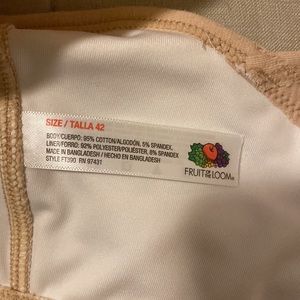 SIZE / TALLA 42
BODY/CUERPO: 95% COTTON/ALGODÓN, 5% SPANDEX.
LINER/FORRO: 92% POLYESTER/POLIÉSTER, 8% SPANDEX
MADE IN BANGLADESH / HECHO EN BANGLADESH
STYLE FT390 RN 97431
FRUIT OF THE LOOM®